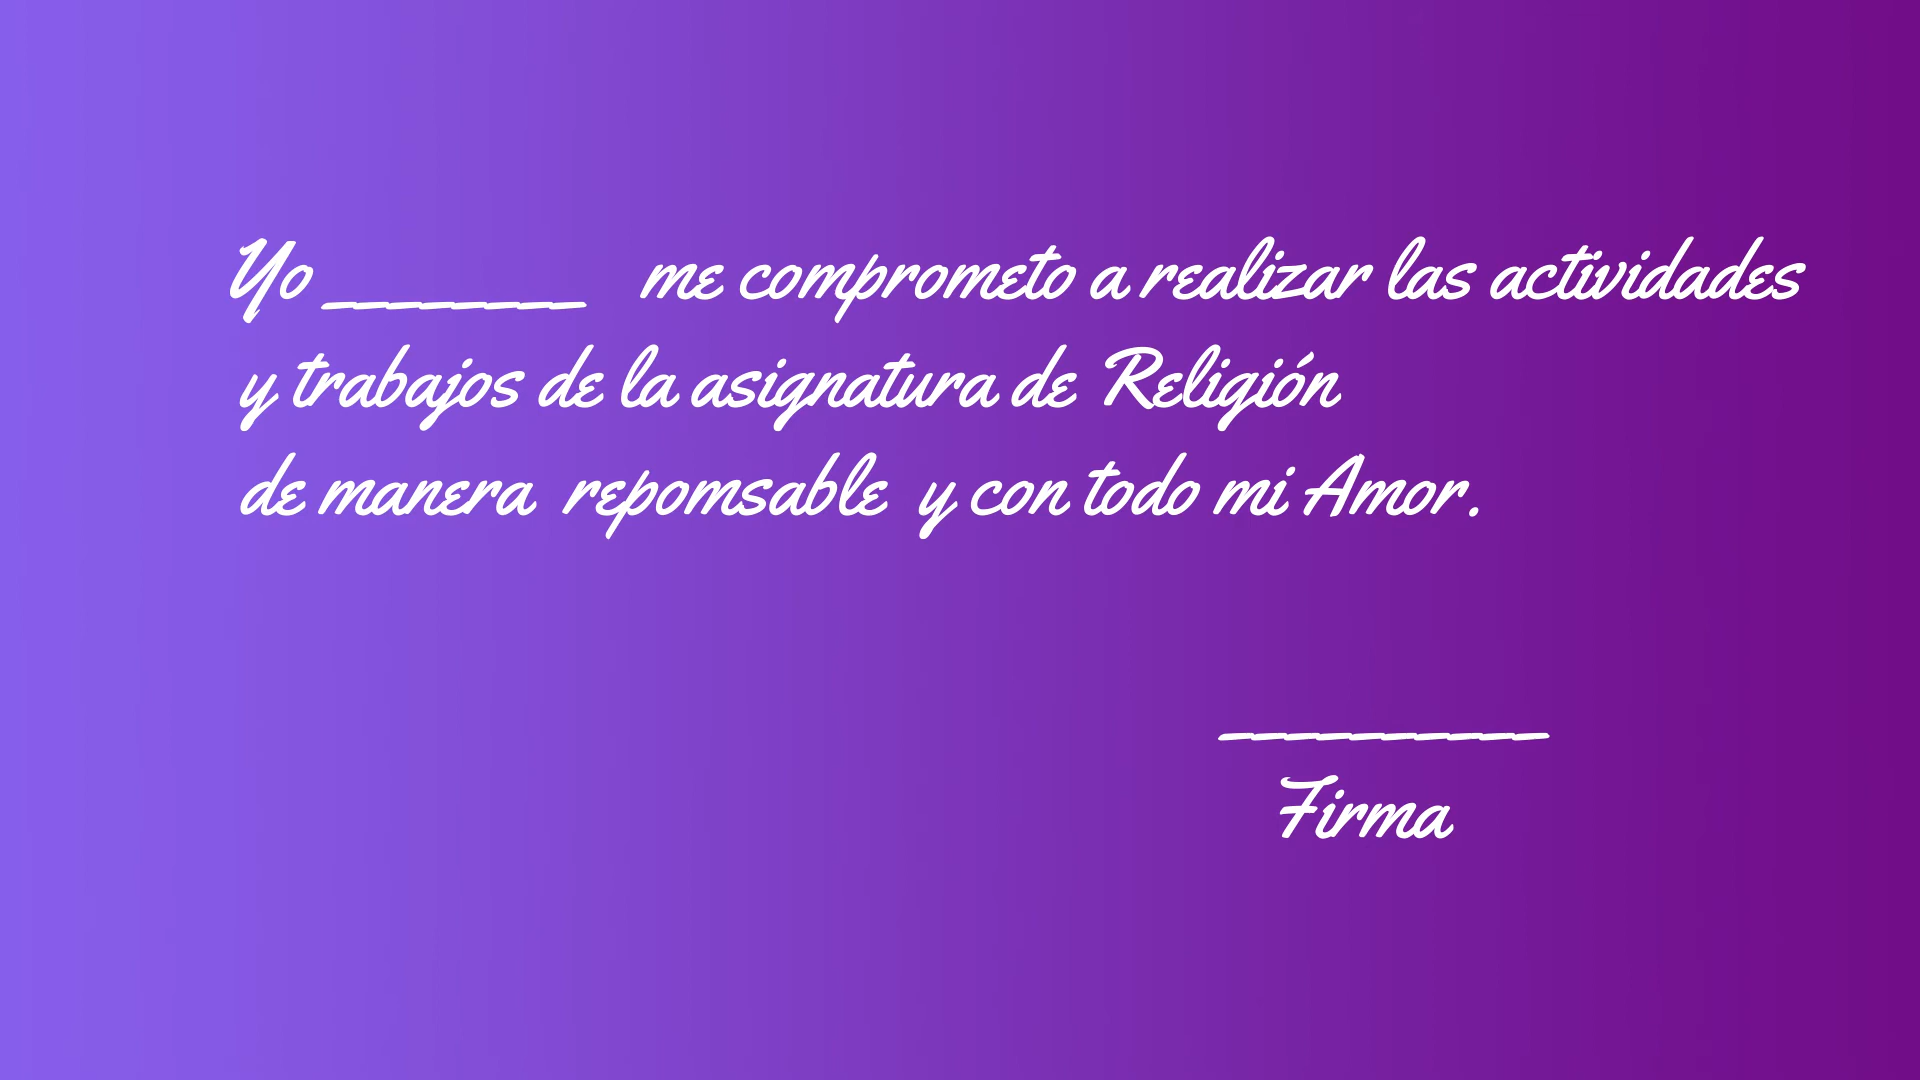 Yo ________ me comprometo a realizar las actividades
y trabajos de la asignatura de Religión
de manera repomsable y con todo mi Amor.
__________
Firma